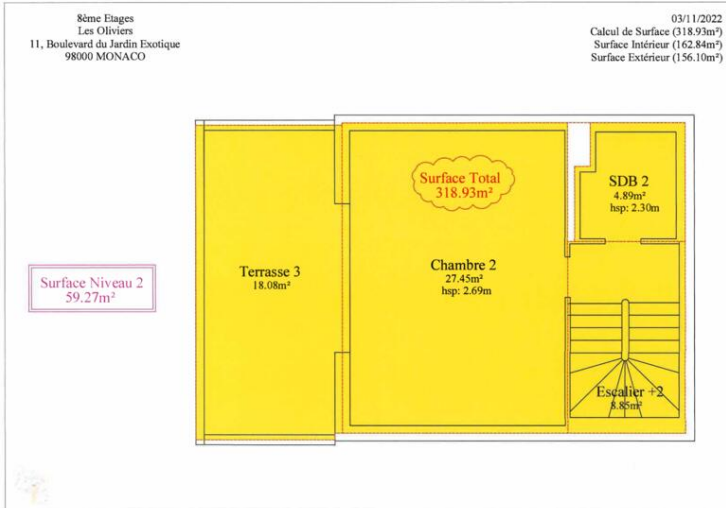 8ème Etages
Les Oliviers
11, Boulevard du Jardin Exotique
98000 MONACO
03/11/2022
Calcul de Surface (318.93m²)
Surface Intérieur (162.84m²)
Surface Extérieur (156.10m²)
Surface Total
318.93m²
SDB 2
4.89m²
hsp: 2.30m
Surface Niveau 2
59.27m²
Terrasse 3
18.08m²
Chambre 2
27.45m²
hsp: 2.69m
Escalier +2
8.85m²